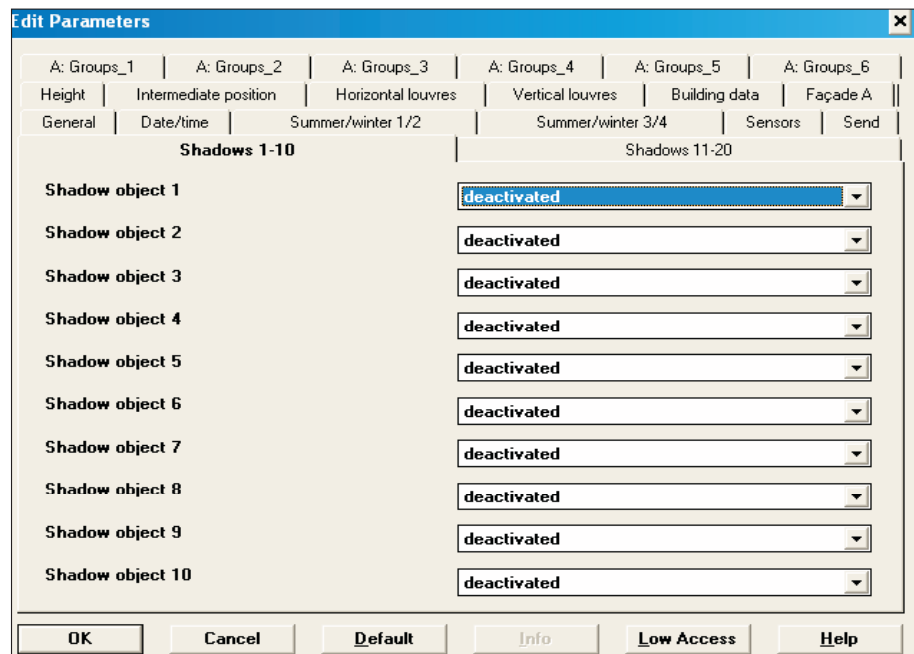 Edit Parameters
A: Groups_1 A: Groups_2 A: Groups_3 A: Groups_4 A: Groups_5 A: Groups_6
Height Intermediate position Horizontal louvres Vertical louvres Building data Façade A
General Date/time Summer/winter 1/2 Summer/winter 3/4 Sensors Send
Shadows 1-10 Shadows 11-20
Shadow object 1 deactivated
Shadow object 2 deactivated
Shadow object 3 deactivated
Shadow object 4 deactivated
Shadow object 5 deactivated
Shadow object 6 deactivated
Shadow object 7 deactivated
Shadow object 8 deactivated
Shadow object 9 deactivated
Shadow object 10 deactivated
OK Cancel Default Info Low Access Help